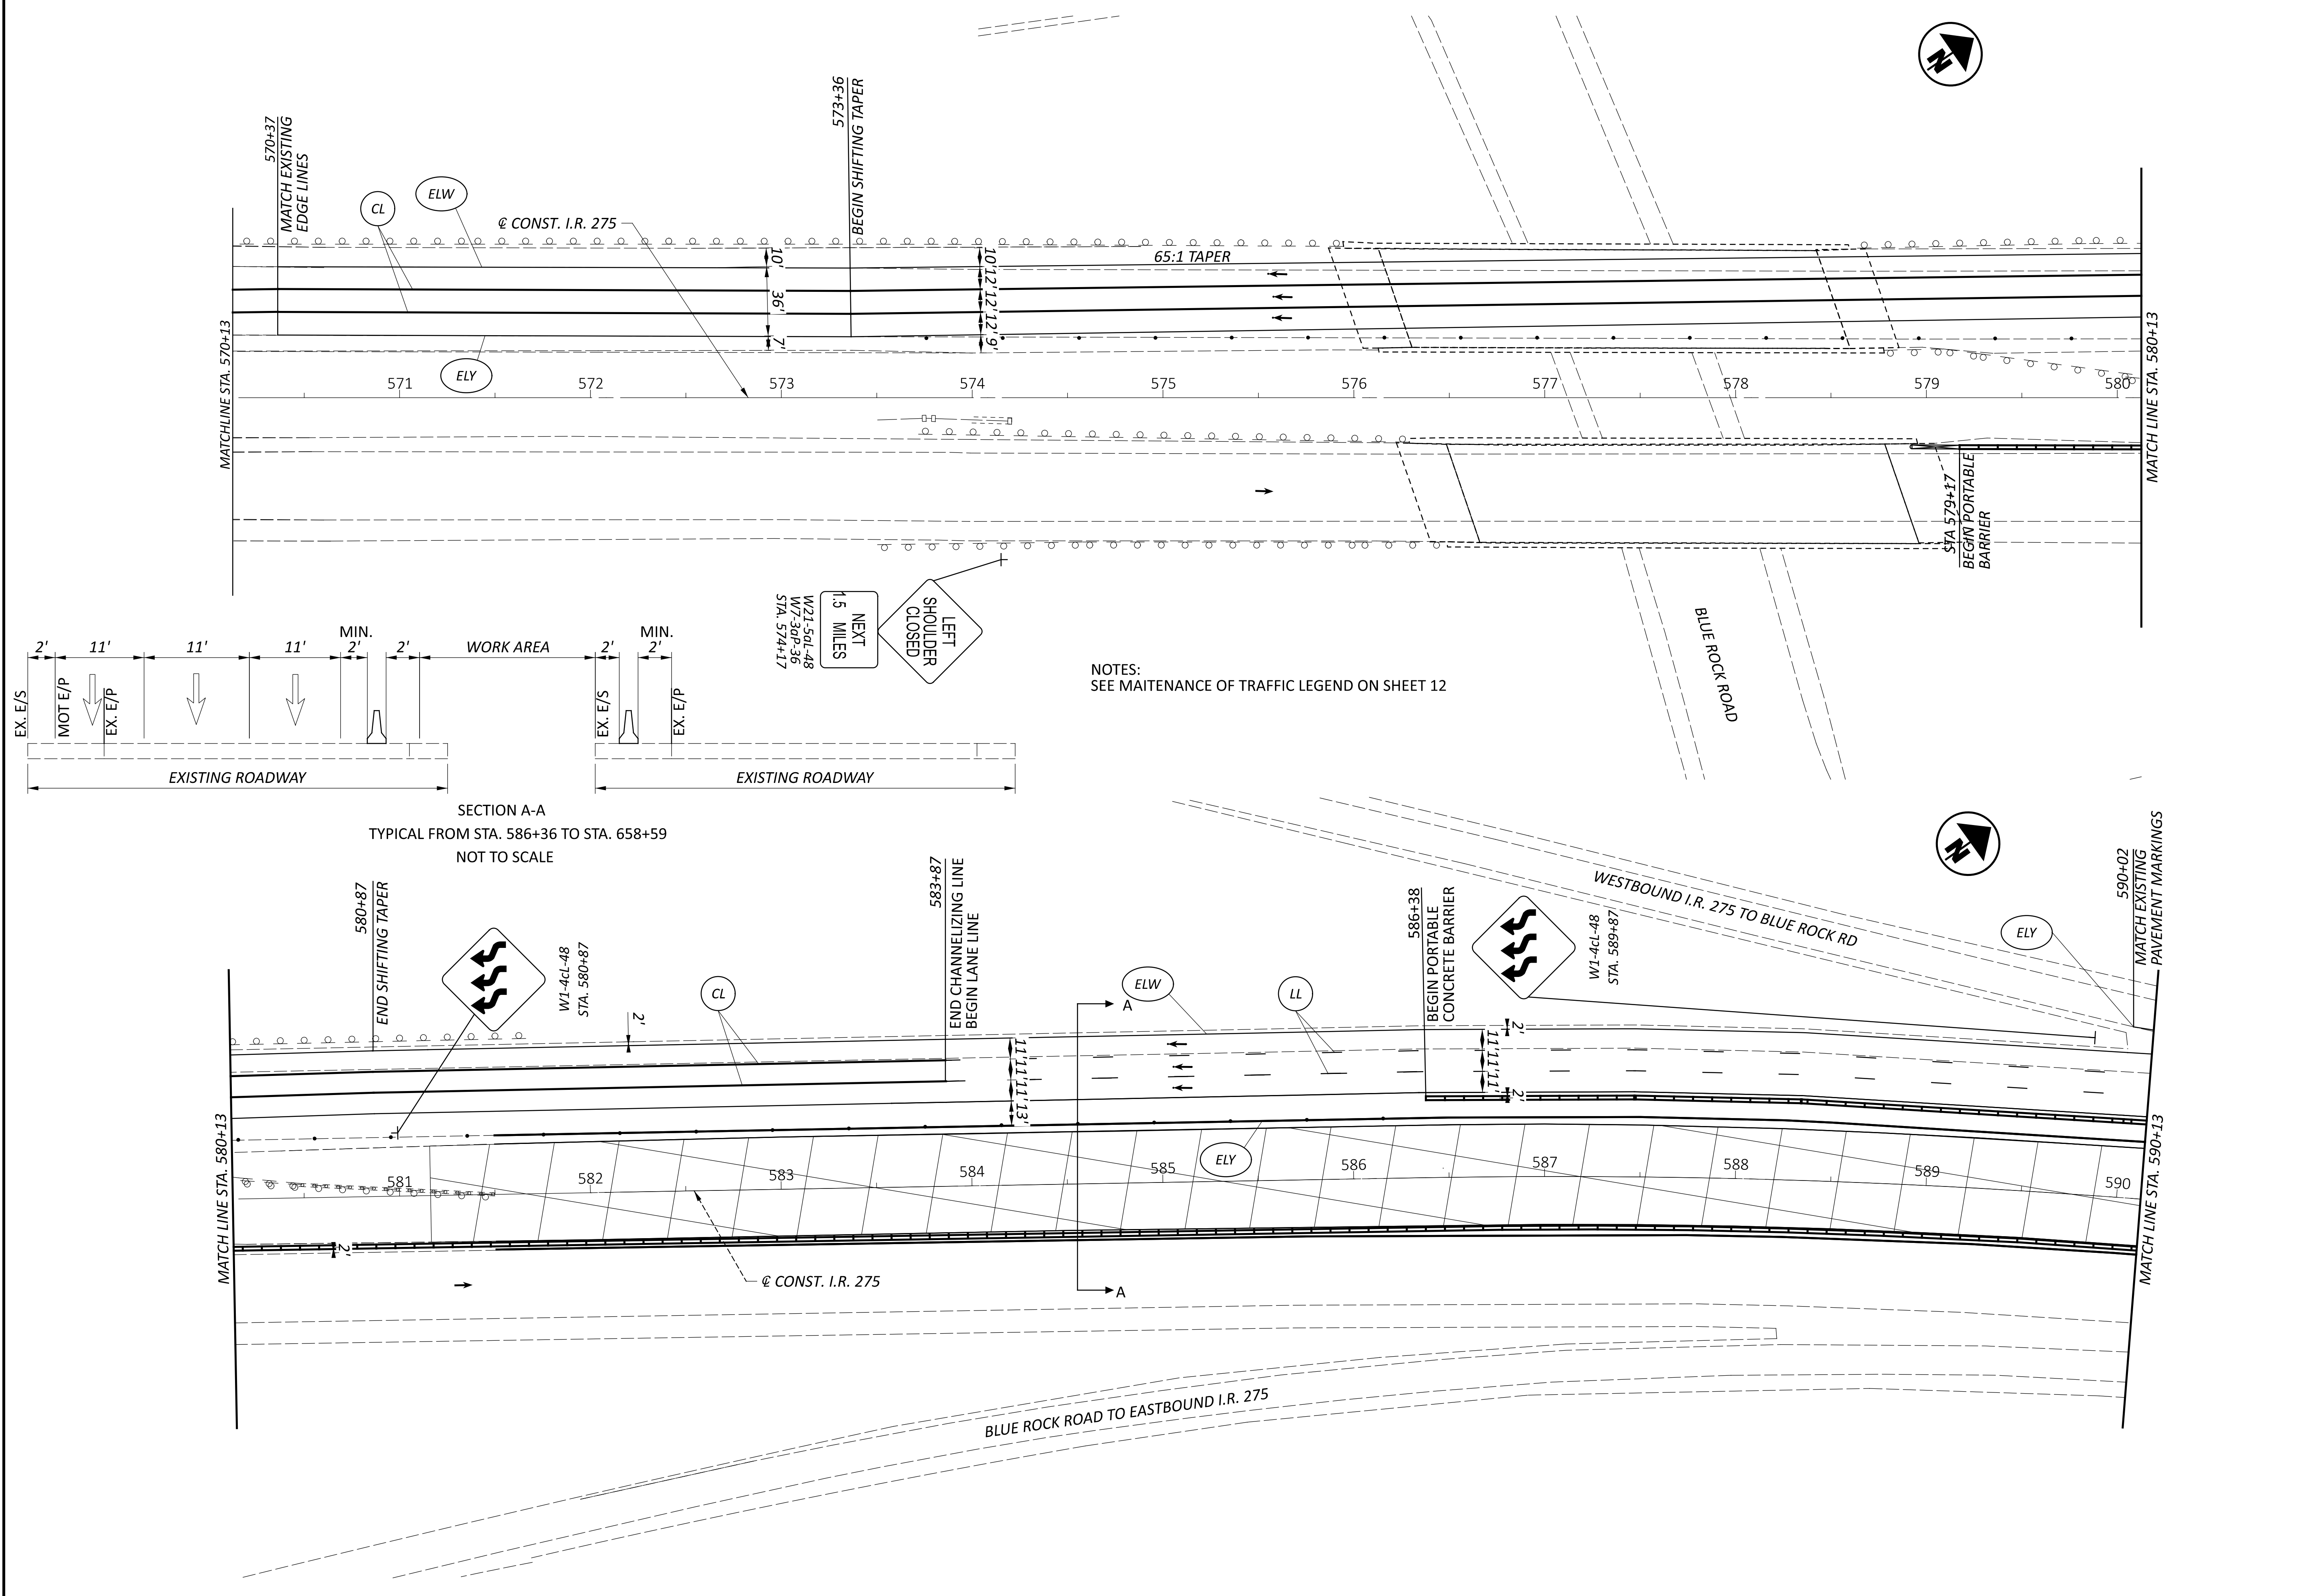 N
570+37
MATCH EXISTING
EDGE LINES
573+36
BEGIN SHIFTING TAPER
CL
ELW
℄ CONST. I.R. 275
10'
36'
7'
10'
12'
12'
12'
9'
65:1 TAPER
ELY
MATCHLINE STA. 570+13
571
572
573
574
575
576
577
578
579
580
MATCH LINE STA. 580+13
STA 579+17
BEGIN PORTABLE
BARRIER
LEFT
SHOULDER
CLOSED
NEXT
1.5 MILES
W21-5aL-48
W7-3aP-36
STA. 574+17
BLUE ROCK ROAD
NOTES:
SEE MAITENANCE OF TRAFFIC LEGEND ON SHEET 12
2'
11'
11'
11'
MIN.
2'
2'
WORK AREA
2'
MIN.
2'
EX. E/S
MOT E/P
EX. E/P
EX. E/S
EX. E/P
EXISTING ROADWAY
EXISTING ROADWAY
SECTION A-A
TYPICAL FROM STA. 586+36 TO STA. 658+59
NOT TO SCALE
N
580+87
END SHIFTING TAPER
W1-4cL-48
STA. 580+87
2'
CL
583+87
END CHANNELIZING LINE
BEGIN LANE LINE
ELW
A
LL
586+38
BEGIN PORTABLE
CONCRETE BARRIER
W1-4cL-48
STA. 589+87
WESTBOUND I.R. 275 TO BLUE ROCK RD
ELY
590+02
MATCH EXISTING
PAVEMENT MARKINGS
11'
11'
11'
13'
2'
11'
11'
11'
2'
MATCH LINE STA. 580+13
581
582
583
584
585
586
587
588
589
590
ELY
MATCH LINE STA. 590+13
2'
℄ CONST. I.R. 275
A
BLUE ROCK ROAD TO EASTBOUND I.R. 275